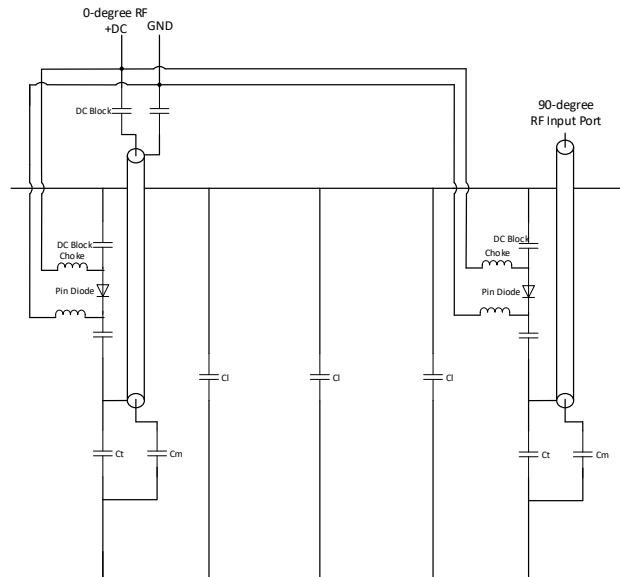 0-degree RF
+DC
GND
DC Block
90-degree
RF Input Port
DC Block
Choke
Pin Diode
DC Block
Choke
Pin Diode
Cl
Cl
Cl
Ct
Cm
Ct
Cm